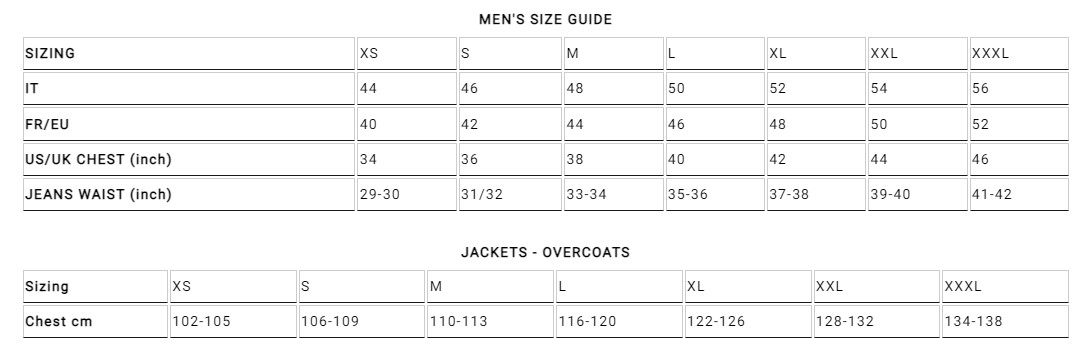 MEN'S SIZE GUIDE
SIZING XS S M L XL XXL XXXL
IT 44 46 48 50 52 54 56
FR/EU 40 42 44 46 48 50 52
US/UK CHEST (inch) 34 36 38 40 42 44 46
JEANS WAIST (inch) 29-30 31/32 33-34 35-36 37-38 39-40 41-42
JACKETS - OVERCOATS
Sizing XS S M L XL XXL XXXL
Chest cm 102-105 106-109 110-113 116-120 122-126 128-132 134-138